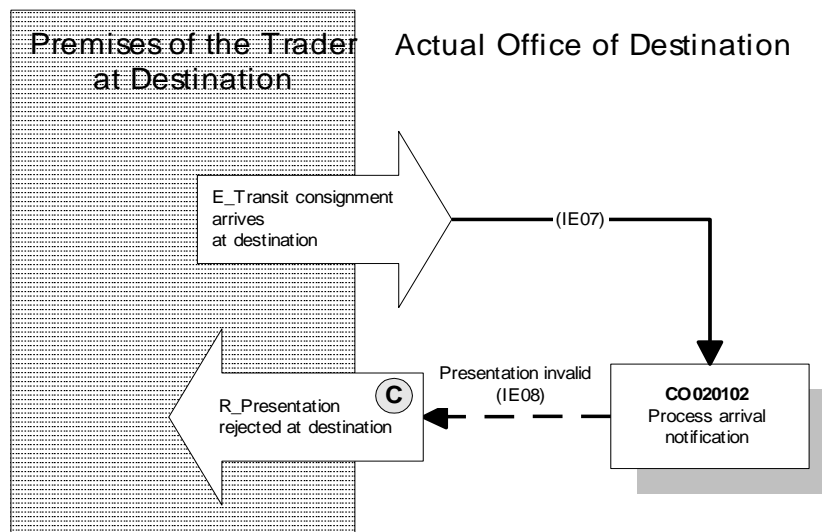 Premises of the Trader
at Destination
Actual Office of Destination
E_Transit consignment
arrives
at destination
(IE07)
Presentation invalid
(IE08)
C
R_Presentation
rejected at destination
CO020102
Process arrival
notification